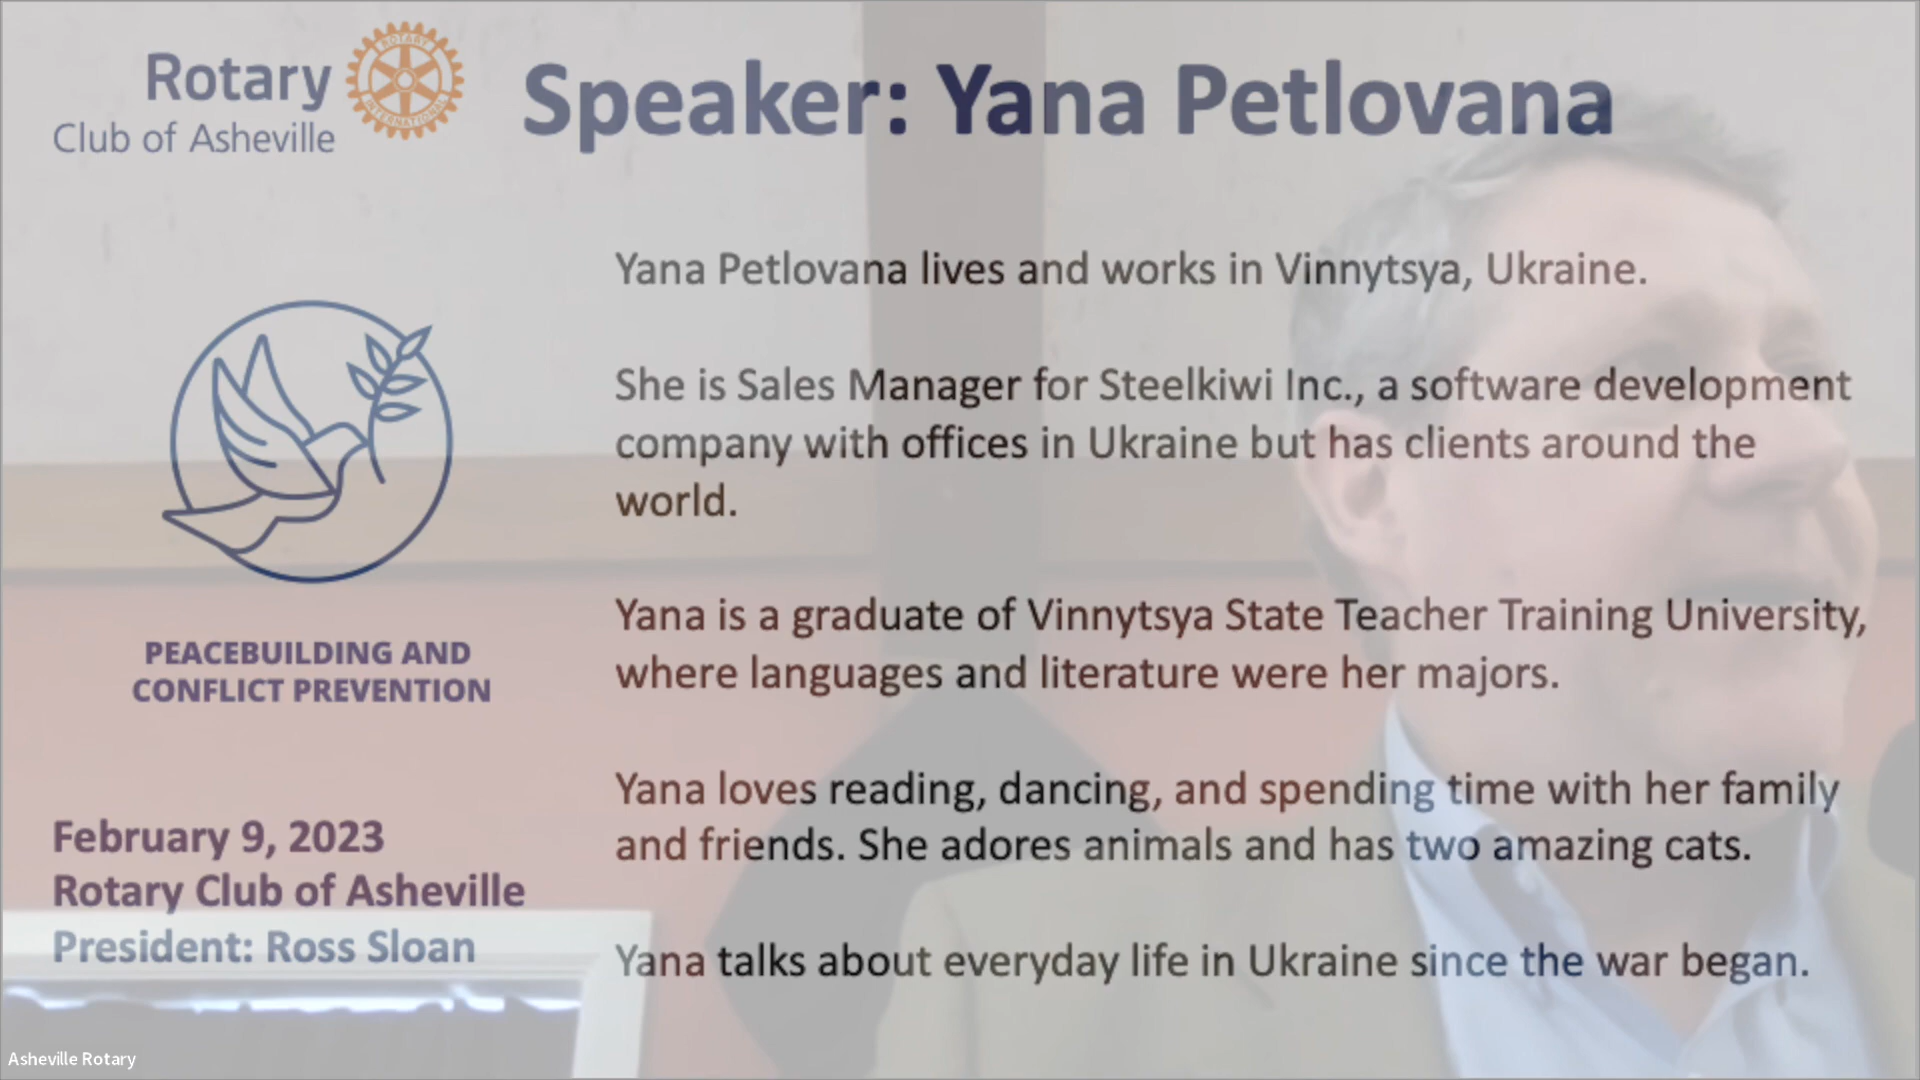 Rotary
Club of Asheville
ROTARY
INTERNATIONAL
Speaker: Yana Petlovana
Yana Petlovana lives and works in Vinnytsya, Ukraine.
She is Sales Manager for Steelkiwi Inc., a software development
company with offices in Ukraine but has clients around the
world.
Yana is a graduate of Vinnytsya State Teacher Training University,
where languages and literature were her majors.
Yana loves reading, dancing, and spending time with her family
and friends. She adores animals and has two amazing cats.
Yana talks about everyday life in Ukraine since the war began.
PEACEBUILDING AND
CONFLICT PREVENTION
February 9, 2023
Rotary Club of Asheville
President: Ross Sloan
Asheville Rotary